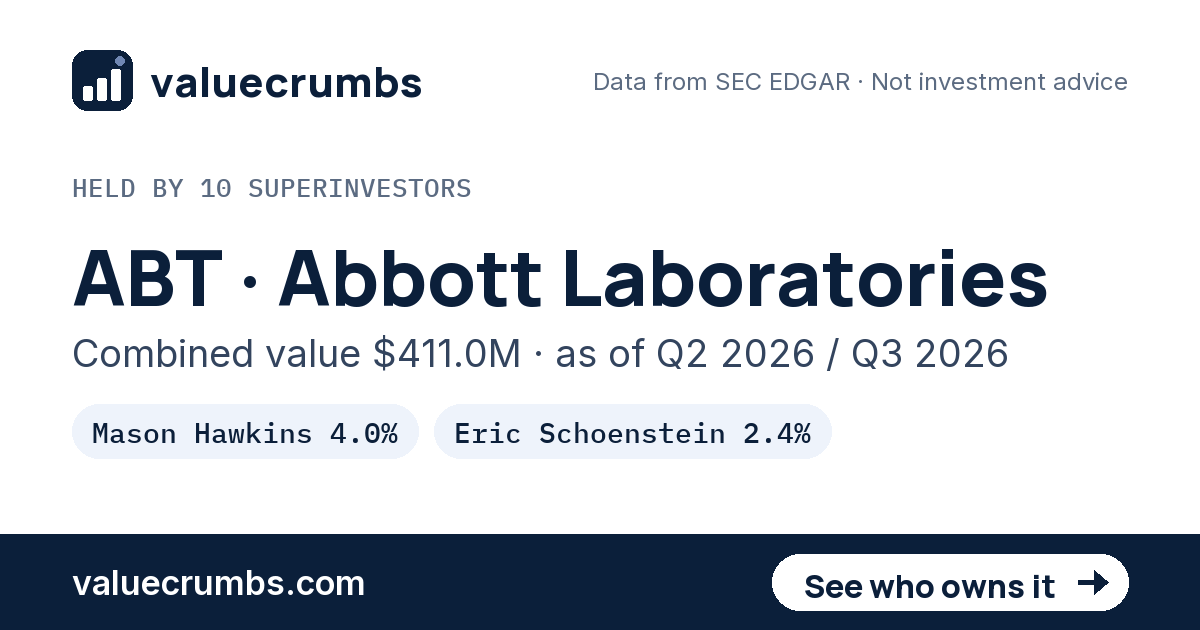 valuecrumbs
Data from SEC EDGAR · Not investment advice
HELD BY 10 SUPERINVESTORS
ABT · Abbott Laboratories
Combined value $411.0M · as of Q2 2026 / Q3 2026
Mason Hawkins 4.0% Eric Schoenstein 2.4%
valuecrumbs.com
See who owns it →